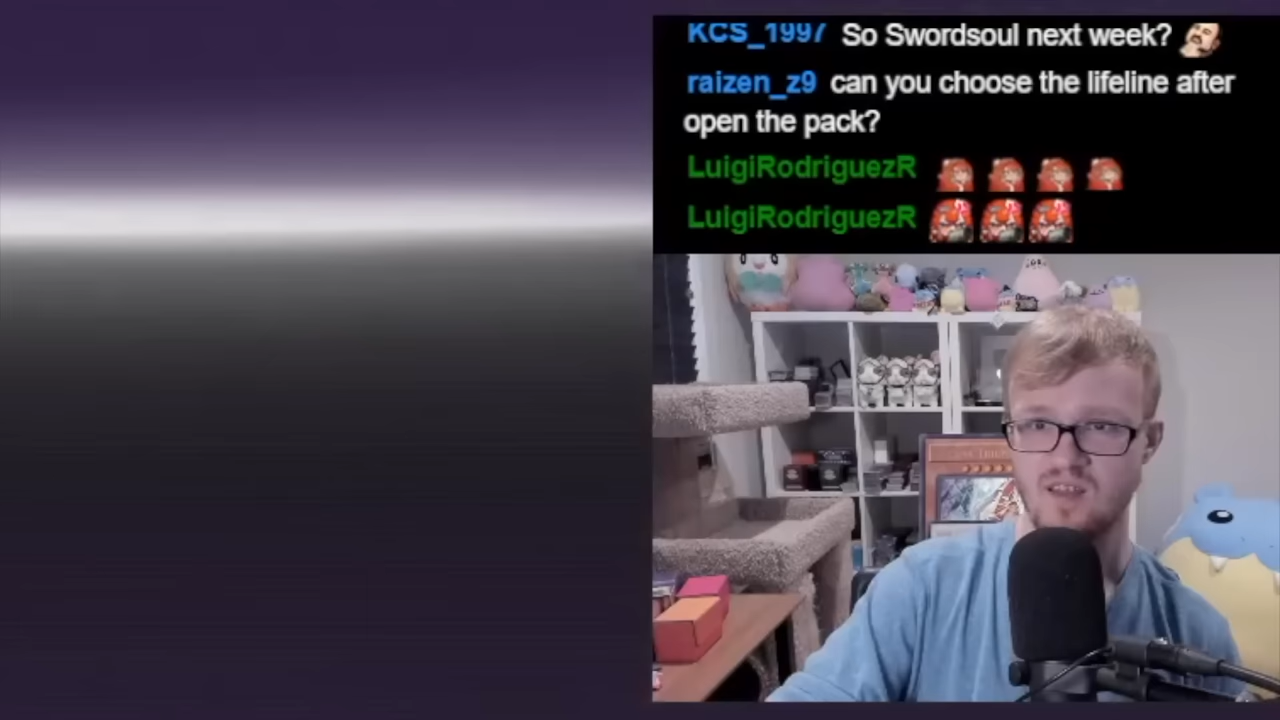 KCS_1997 So Swordsoul next week?
raizen_z9 can you choose the lifeline after
open the pack?
LuigiRodriguezR
LuigiRodriguezR